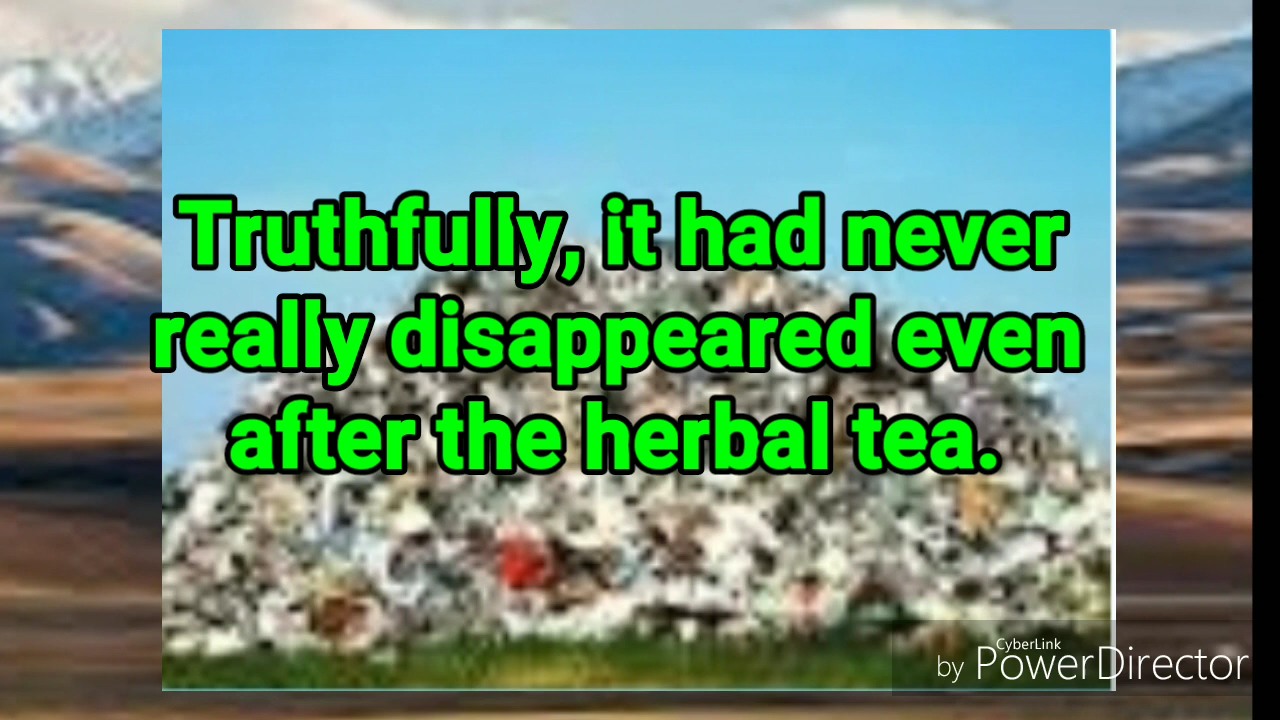 Truthfully, it had never
really disappeared even
after the herbal tea.
CyberLink
by PowerDirector